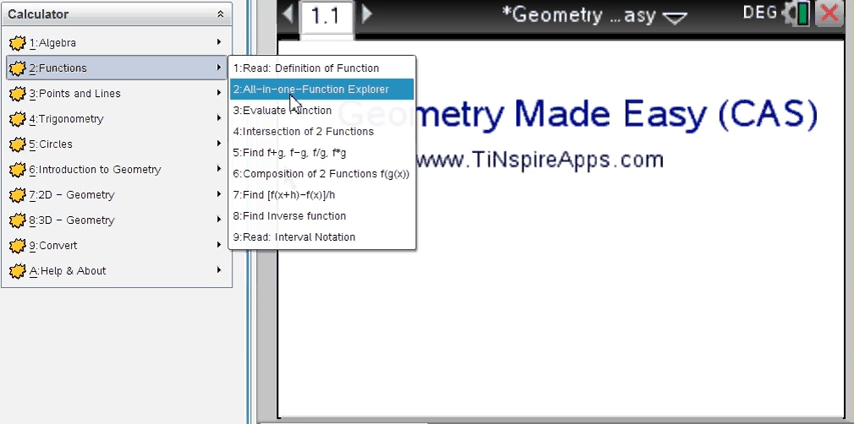 Calculator
1:Algebra
2:Functions
3:Points and Lines
4:Trigonometry
5:Circles
6:Introduction to Geometry
7:2D - Geometry
8:3D - Geometry
9:Convert
A:Help & About
1:Read: Definition of Function
2:All-in-one-Function Explorer
3:Evaluate Function
4:Intersection of 2 Functions
5:Find f+g, f-g, f/g, f*g
6:Composition of 2 Functions f(g(x))
7:Find [f(x+h)-f(x)]/h
8:Find Inverse function
9:Read: Interval Notation
1.1
*Geometry ...asy
DEG
Geometry Made Easy (CAS)
www.TiNspireApps.com